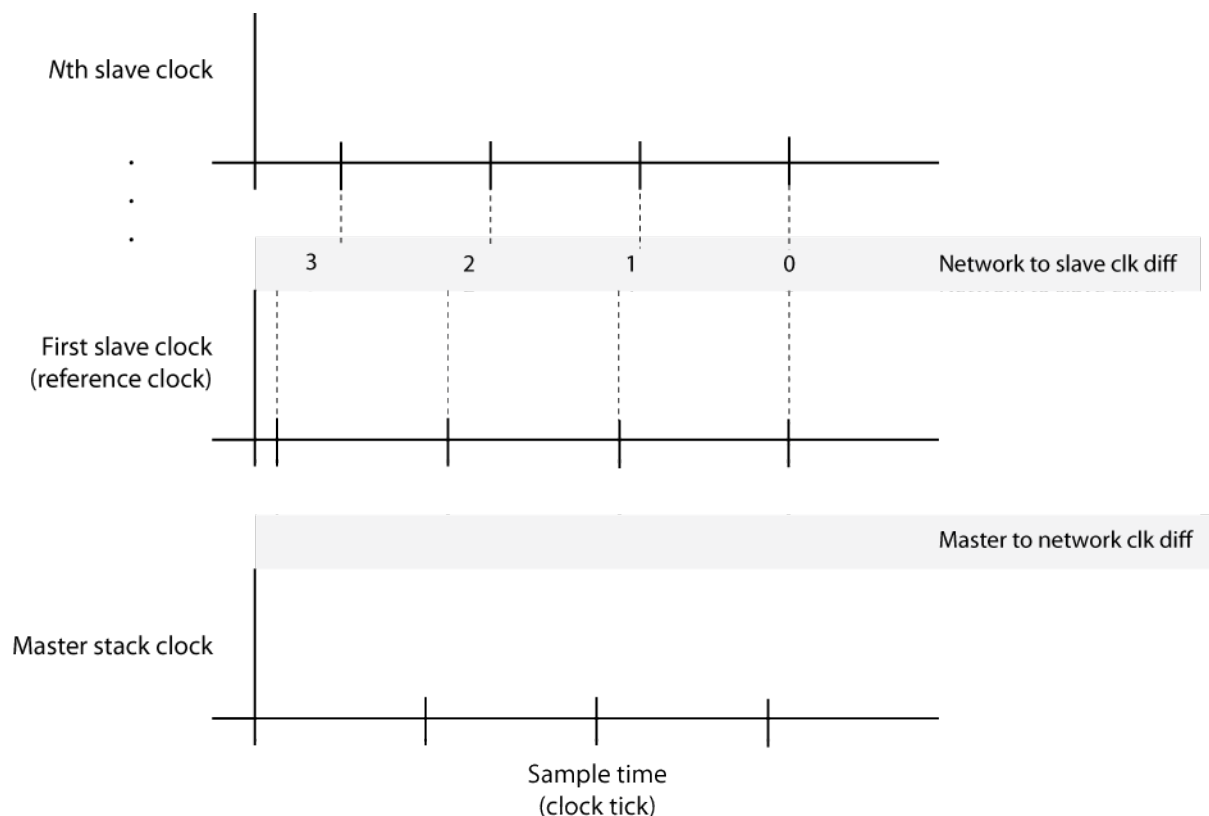 Nth slave clock
3 2 1 0 Network to slave clk diff
First slave clock
(reference clock)
Master to network clk diff
Master stack clock
Sample time
(clock tick)